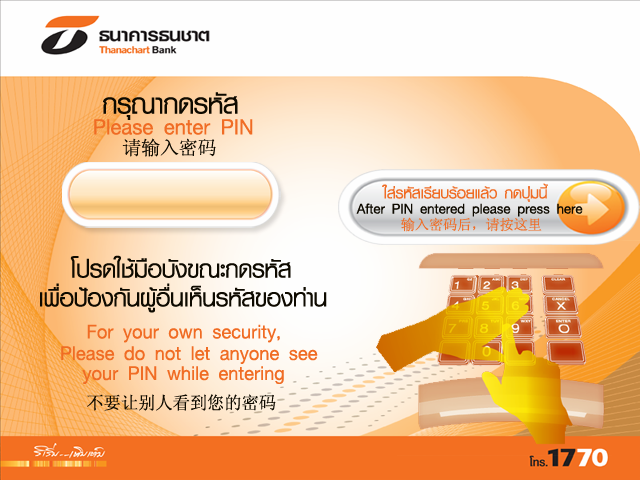 ธนาคารธนชาต
Thanachart Bank
กรุณากดรหัส
Please enter PIN
请输入密码
ใส่รหัสเรียบร้อยแล้ว กดปุ่มนี้
After PIN entered please press here
输入密码后，请按这里
โปรดใช้มือบังขณะกดรหัส
เพื่อป้องกันผู้อื่นเห็นรหัสของท่าน
For your own security,
Please do not let anyone see
your PIN while entering
不要让别人看到您的密码
1 2 3 CLEAR
4 5 6 CANCEL X
7 8 9 ENTER O
0
ริเริ่ม...เพิ่มเติม
โทร. 1770